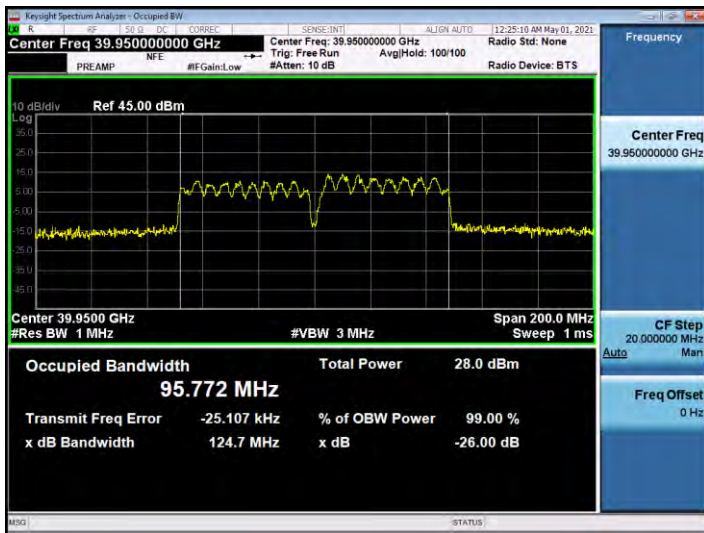 Keysight Spectrum Analyzer - Occupied BW
R RF 50 Ω DC CORREC SENSE:INT ALIGN AUTO 12:25:10 AM May 01, 2021
Center Freq 39.950000000 GHz
Center Freq: 39.950000000 GHz Radio Std: None
NFE Trig: Free Run Avg|Hold: 100/100
PREAMP #IFGain:Low #Atten: 10 dB Radio Device: BTS
Frequency
10 dB/div Ref 45.00 dBm
Log
35.0
25.0
15.0
5.00
-5.00
-15.0
-25.0
-35.0
-45.0
Center 39.9500 GHz Span 200.0 MHz
#Res BW 1 MHz #VBW 3 MHz Sweep 1 ms
Center Freq
39.950000000 GHz
CF Step
20.000000 MHz
Auto Man
Freq Offset
0 Hz
Occupied Bandwidth Total Power 28.0 dBm
95.772 MHz
Transmit Freq Error -25.107 kHz % of OBW Power 99.00 %
x dB Bandwidth 124.7 MHz x dB -26.00 dB
MSG STATUS